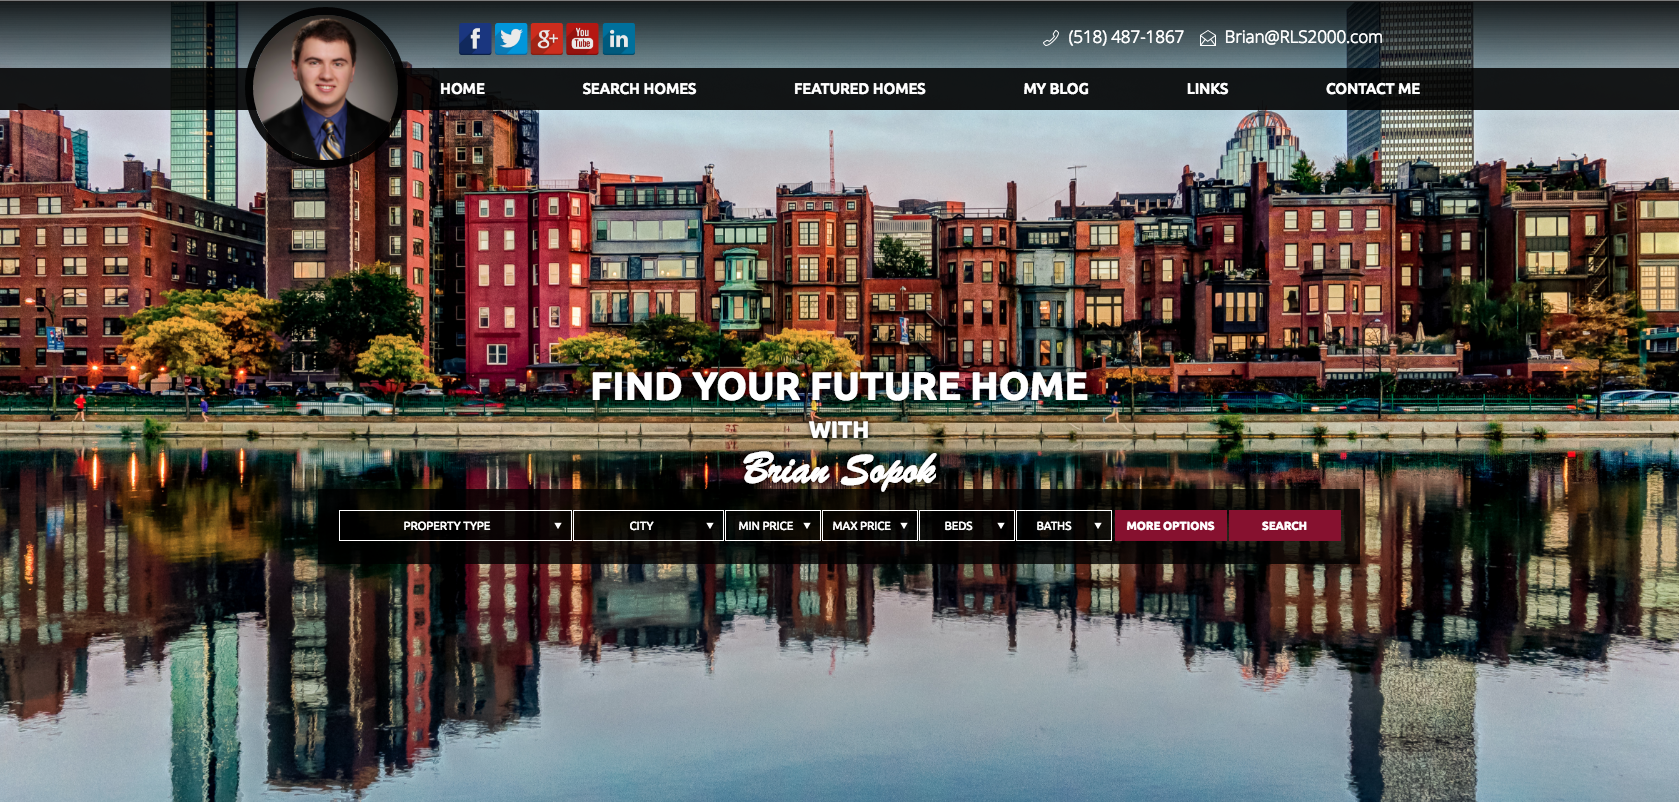 f
g+
You
Tube
in
(518) 487-1867
Brian@RLS2000.com
HOME
SEARCH HOMES
FEATURED HOMES
MY BLOG
LINKS
CONTACT ME
FIND YOUR FUTURE HOME
WITH
Brian Sopok
PROPERTY TYPE
CITY
MIN PRICE
MAX PRICE
BEDS
BATHS
MORE OPTIONS
SEARCH